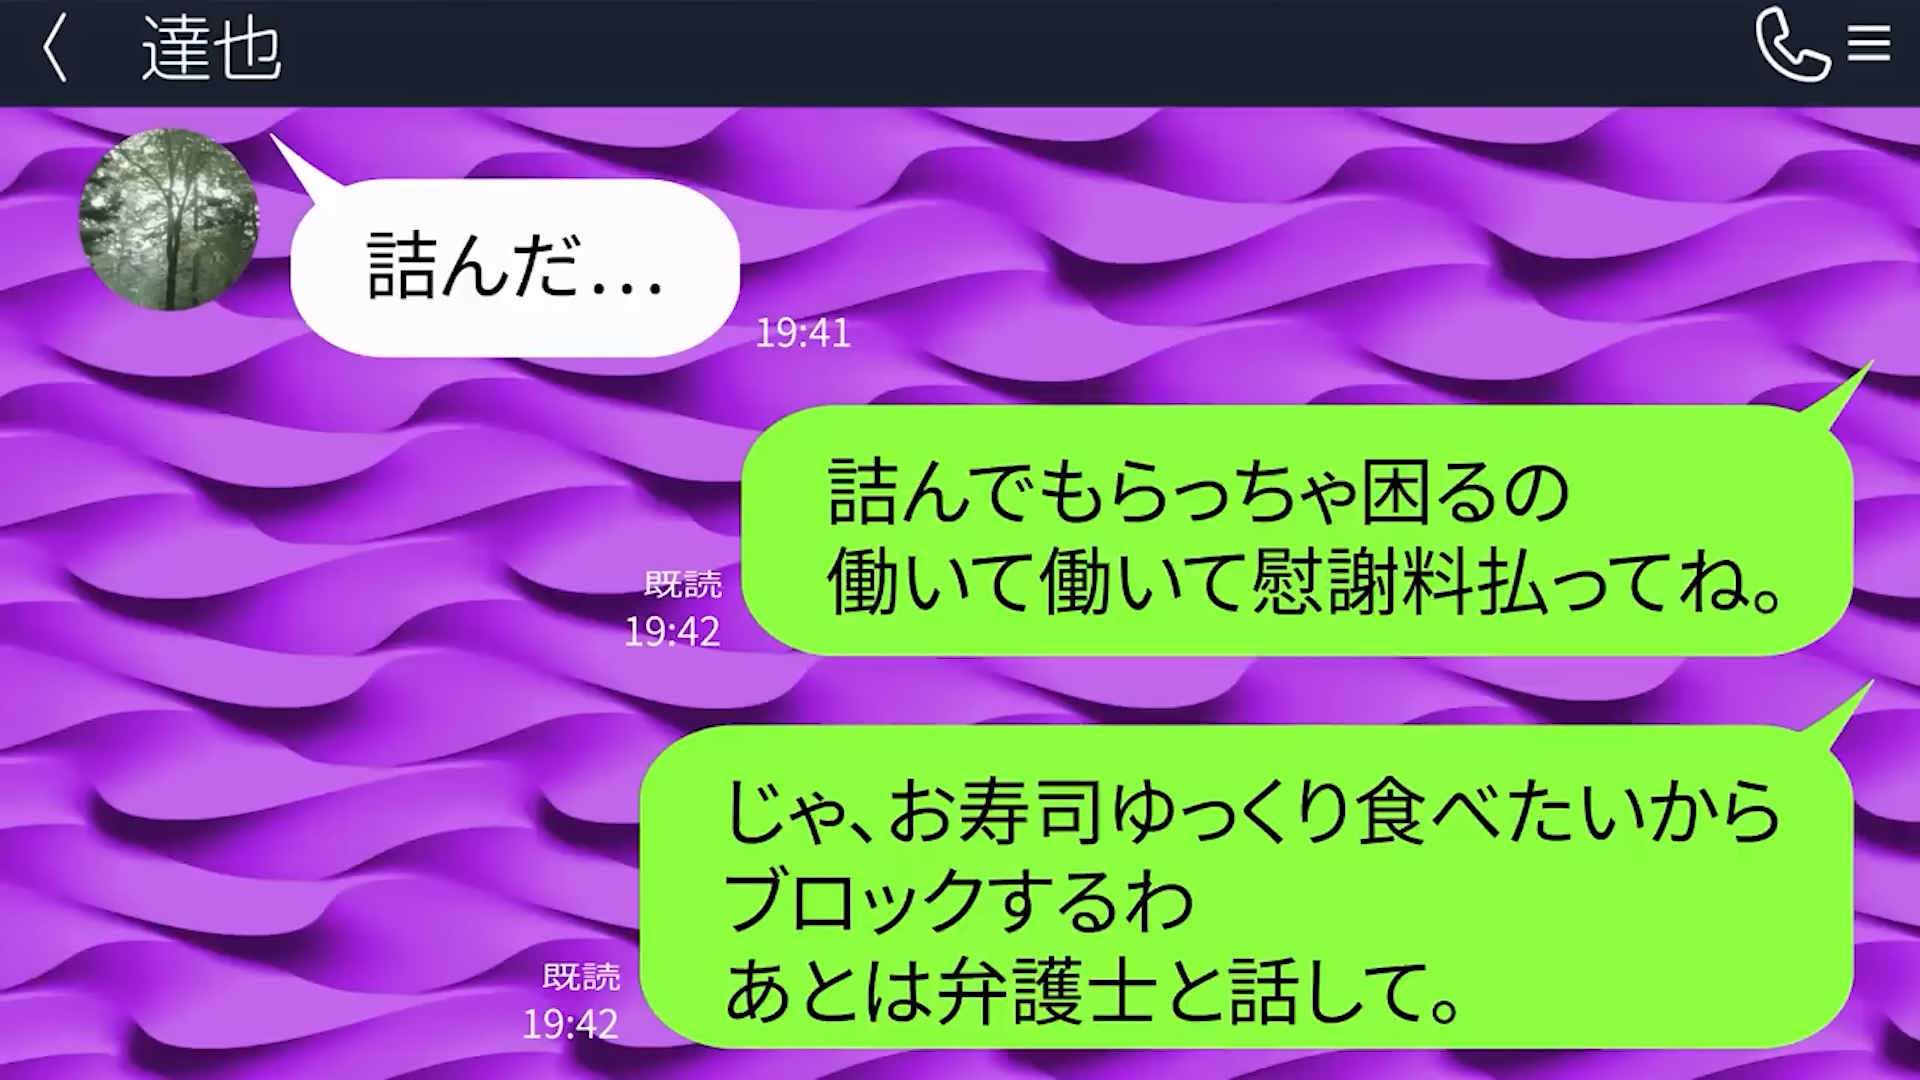 達也
詰んだ…
19:41
詰んでもらっちゃ困るの
働いて働いて慰謝料払ってね。
既読
19:42
じゃ、お寿司ゆっくり食べたいから
ブロックするわ
あとは弁護士と話して。
既読
19:42